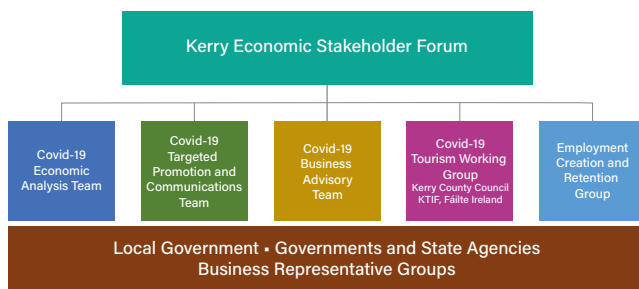 Kerry Economic Stakeholder Forum
Covid-19
Economic
Analysis Team
Covid-19
Targeted
Promotion and
Communications
Team
Covid-19
Business
Advisory
Team
Covid-19
Tourism Working
Group
Kerry County Council
KTIF, Fáilte Ireland
Employment
Creation and
Retention
Group
Local Government ▪ Governments and State Agencies
Business Representative Groups